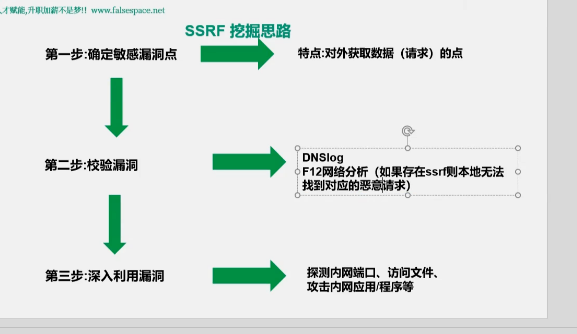 人才赋能,升职加薪不是梦!! www.falsespace.net
SSRF 挖掘思路
第一步:确定敏感漏洞点
特点:对外获取数据（请求）的点
第二步:校验漏洞
DNSlog
F12网络分析（如果存在ssrf则本地无法
找到对应的恶意请求）
第三步:深入利用漏洞
探测内网端口、访问文件、
攻击内网应用/程序等